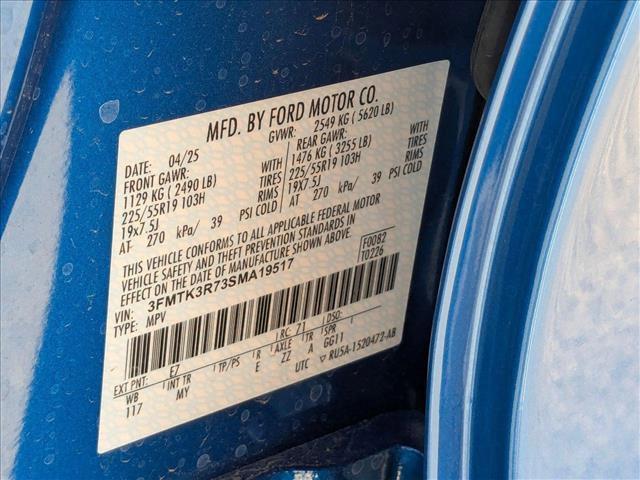 MFD. BY FORD MOTOR CO.
DATE: 04/25 GVWR: 2549 KG ( 5620 LB)
FRONT GAWR: REAR GAWR:
1129 KG ( 2490 LB) WITH 1476 KG ( 3255 LB) WITH
225/55R19 103H TIRES 225/55R19 103H TIRES
19x7.5J RIMS 19X7.5J RIMS
AT 270 kPa/ 39 PSI COLD AT 270 kPa/ 39 PSI COLD
THIS VEHICLE CONFORMS TO ALL APPLICABLE FEDERAL MOTOR
VEHICLE SAFETY AND THEFT PREVENTION STANDARDS IN
EFFECT ON THE DATE OF MANUFACTURE SHOWN ABOVE.
VIN: 3FMTK3R73SMA19517 F0082
TYPE: MPV T0226
RC: 71 DSO:
EXT PNT: E7
WB INT TR TP/PS R AXLE TR SPR
117 MY E ZZ A GG11
UTC ▽ RU5A-1520472-AB